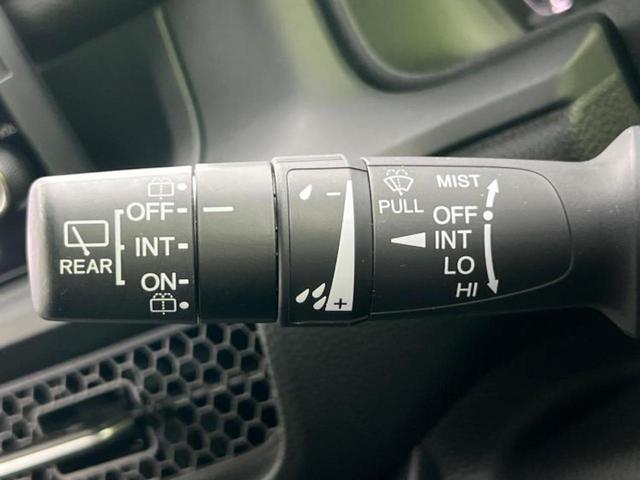 OFF
INT
REAR
ON
−
+
PULL
MIST
OFF
INT
LO
HI